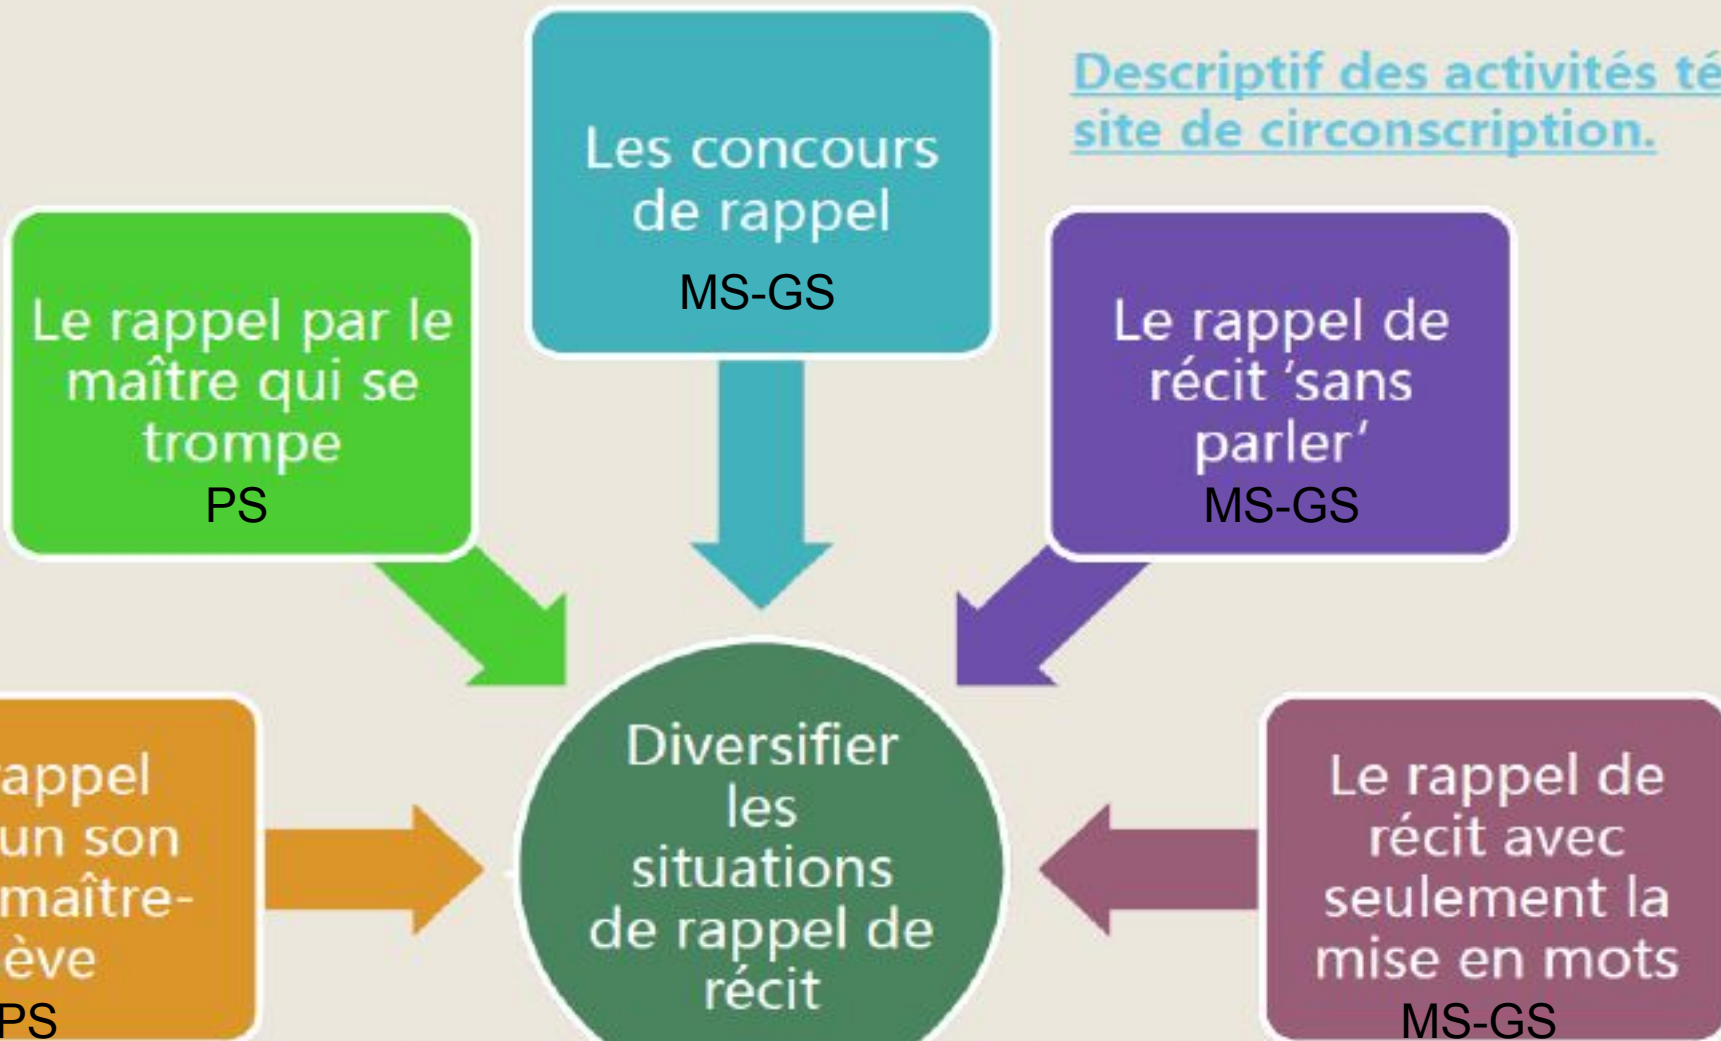 Descriptif des activités té
site de circonscription.
Les concours
de rappel
MS-GS
Le rappel par le
maître qui se
trompe
PS
Le rappel de
récit ‘sans
parler’
MS-GS
appel
un son
maître-
ève
PS
Diversifier
les
situations
de rappel de
récit
Le rappel de
récit avec
seulement la
mise en mots
MS-GS